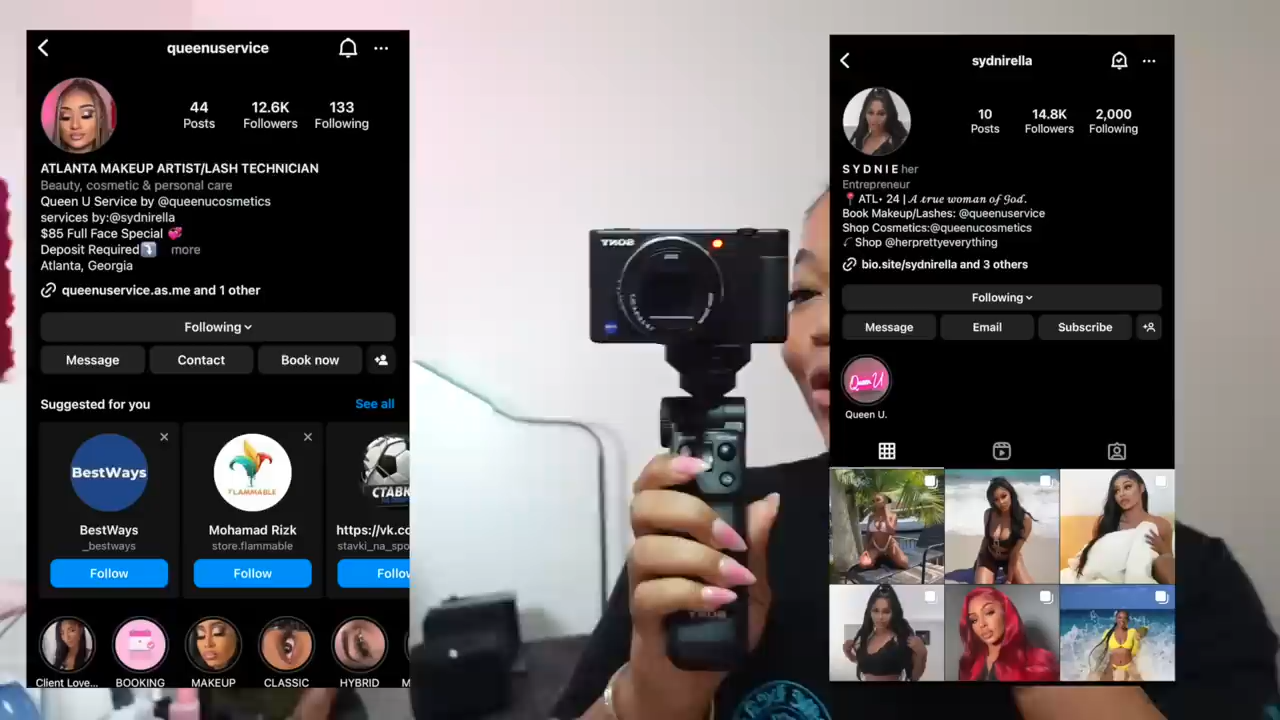 queenuservice
44
Posts
12.6K
Followers
133
Following
ATLANTA MAKEUP ARTIST/LASH TECHNICIAN
Beauty, cosmetic & personal care
Queen U Service by @queenucosmetics
services by:@sydnirella
$85 Full Face Special 💞
Deposit Required⤵️ more
Atlanta, Georgia
queenuservice.as.me and 1 other
Following
Message
Contact
Book now
Suggested for you
See all
BestWays
FLAMMABLE
CTABK
BestWays
Mohamad Rizk
https://vk.co
_bestways
store.flammable
stavki_na_spo
Follow
Follow
Follow
Client Love...
BOOKING
MAKEUP
CLASSIC
HYBRID
M
SONY
sydnirella
10
Posts
14.8K
Followers
2,000
Following
S Y D N I E her
Entrepreneur
📍 ATL• 24 | 𝓐 𝓽𝓻𝓾𝓮 𝔀𝓸𝓶𝓪𝓷 𝓸𝓯 𝓰𝓸𝓭.
Book Makeup/Lashes: @queenuservice
Shop Cosmetics:@queenucosmetics
Shop @herprettyeverything
bio.site/sydnirella and 3 others
Following
Message
Email
Subscribe
Queen U
Queen U.